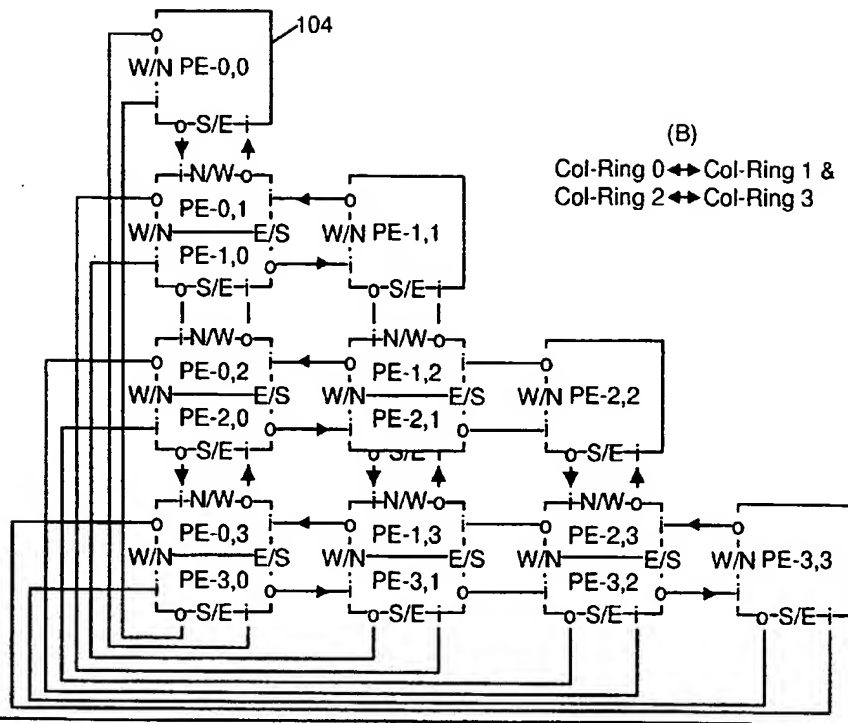 104
o
W/N PE-0,0
i
o-S/E-i
(B)
Col-Ring 0↔Col-Ring 1 &
Col-Ring 2↔Col-Ring 3
i-N/W-o
o PE-0,1 i o
W/N E/S W/N PE-1,1
i PE-1,0 o i
o-S/E-i o-S/E-i
i-N/W-o i-N/W-o
o PE-0,2 i o PE-1,2 i o
W/N E/S W/N E/S W/N PE-2,2
i PE-2,0 o i PE-2,1 o i
o-S/E-i o-S/E-i o-S/E-i
i-N/W-o i-N/W-o i-N/W-o
o PE-0,3 i o PE-1,3 i o PE-2,3 i o
W/N E/S W/N E/S W/N E/S W/N PE-3,3
i PE-3,0 o i PE-3,1 o i PE-3,2 o i
o-S/E-i o-S/E-i o-S/E-i o-S/E-i